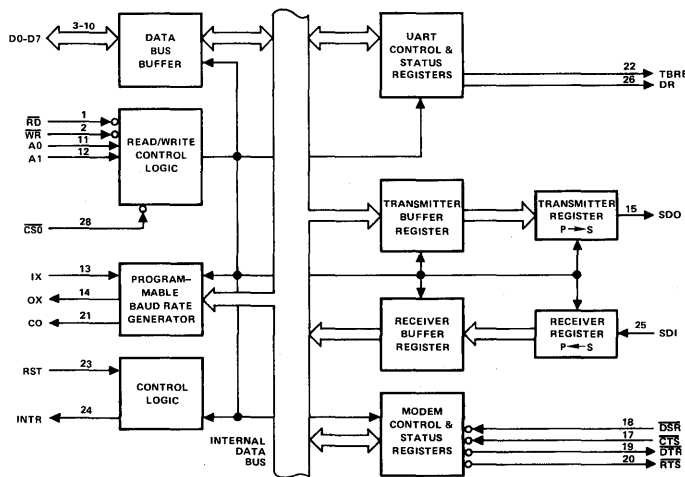 D0-D7
3-10
DATA
BUS
BUFFER
UART
CONTROL &
STATUS
REGISTERS
22
TBRE
26
DR
RD
1
WR
2
A0
11
A1
12
READ/WRITE
CONTROL
LOGIC
CS0
28
TRANSMITTER
BUFFER
REGISTER
TRANSMITTER
REGISTER
P → S
15
SDO
IX
13
OX
14
CO
21
PROGRAM-
MABLE
BAUD RATE
GENERATOR
RECEIVER
BUFFER
REGISTER
RECEIVER
REGISTER
P ← S
25
SDI
RST
23
INTR
24
CONTROL
LOGIC
INTERNAL
DATA
BUS
MODEM
CONTROL &
STATUS
REGISTERS
18
DSR
17
CTS
19
DTR
20
RTS